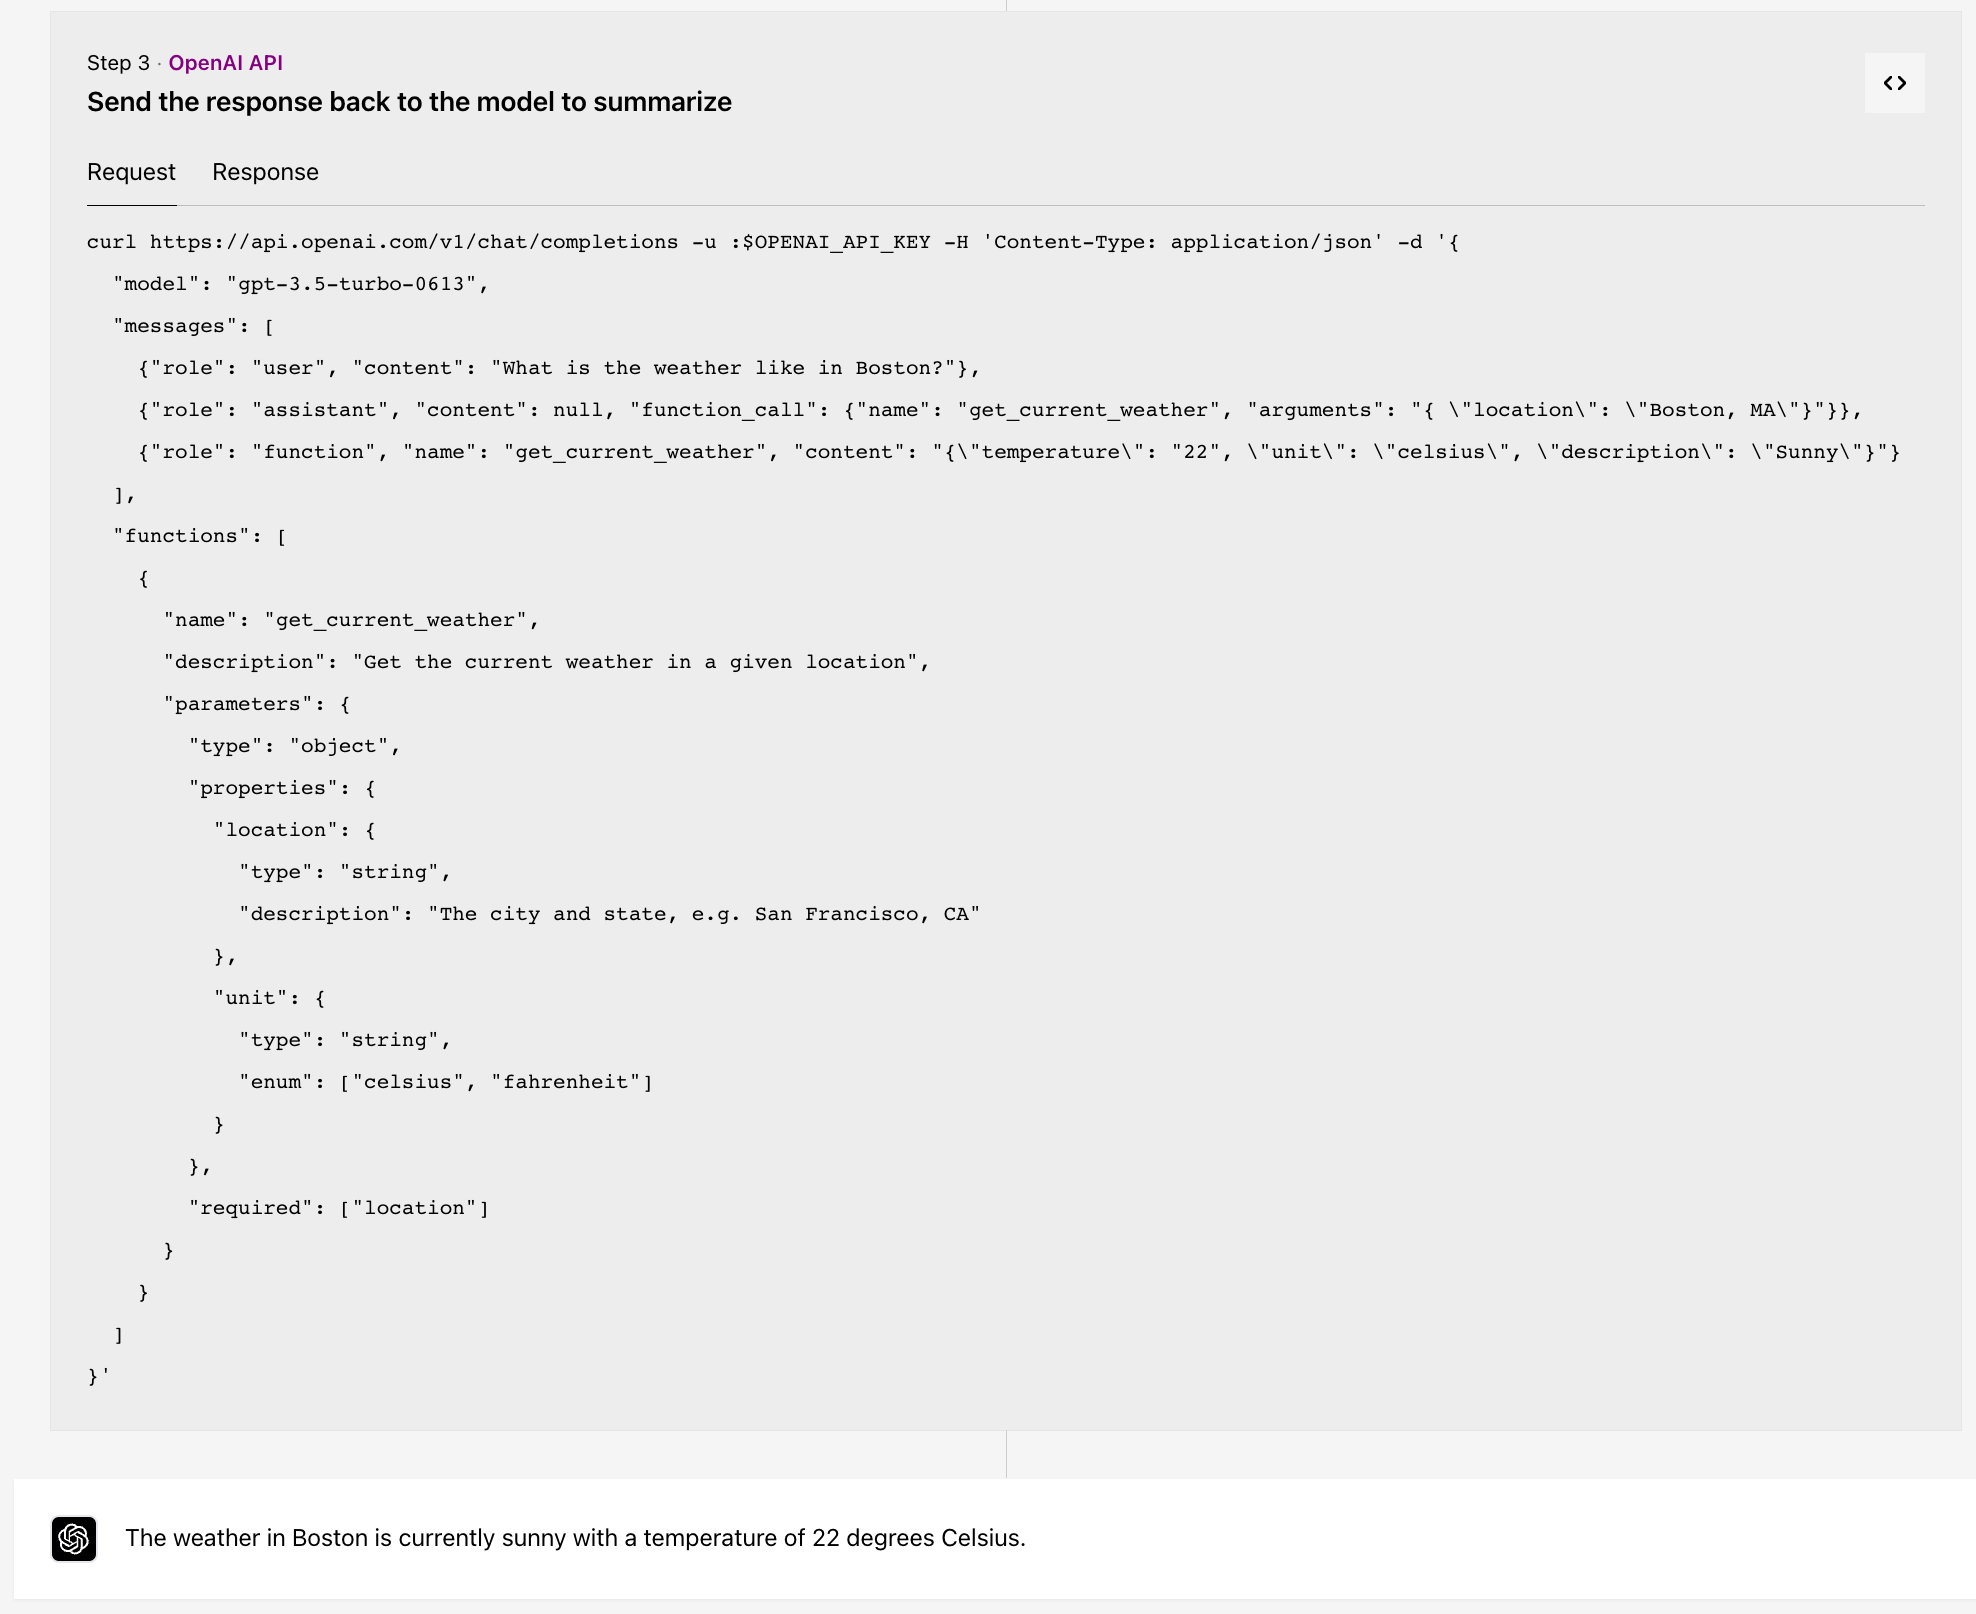 Step 3 · OpenAI API
Send the response back to the model to summarize
<>
Request Response
curl https://api.openai.com/v1/chat/completions -u :$OPENAI_API_KEY -H 'Content-Type: application/json' -d '{
  "model": "gpt-3.5-turbo-0613",
  "messages": [
    {"role": "user", "content": "What is the weather like in Boston?"},
    {"role": "assistant", "content": null, "function_call": {"name": "get_current_weather", "arguments": "{ \"location\": \"Boston, MA\"}"}},
    {"role": "function", "name": "get_current_weather", "content": "{\"temperature\": "22", \"unit\": \"celsius\", \"description\": \"Sunny\"}"}
  ],
  "functions": [
    {
      "name": "get_current_weather",
      "description": "Get the current weather in a given location",
      "parameters": {
        "type": "object",
        "properties": {
          "location": {
            "type": "string",
            "description": "The city and state, e.g. San Francisco, CA"
          },
          "unit": {
            "type": "string",
            "enum": ["celsius", "fahrenheit"]
          }
        },
        "required": ["location"]
      }
    }
  ]
}'
The weather in Boston is currently sunny with a temperature of 22 degrees Celsius.